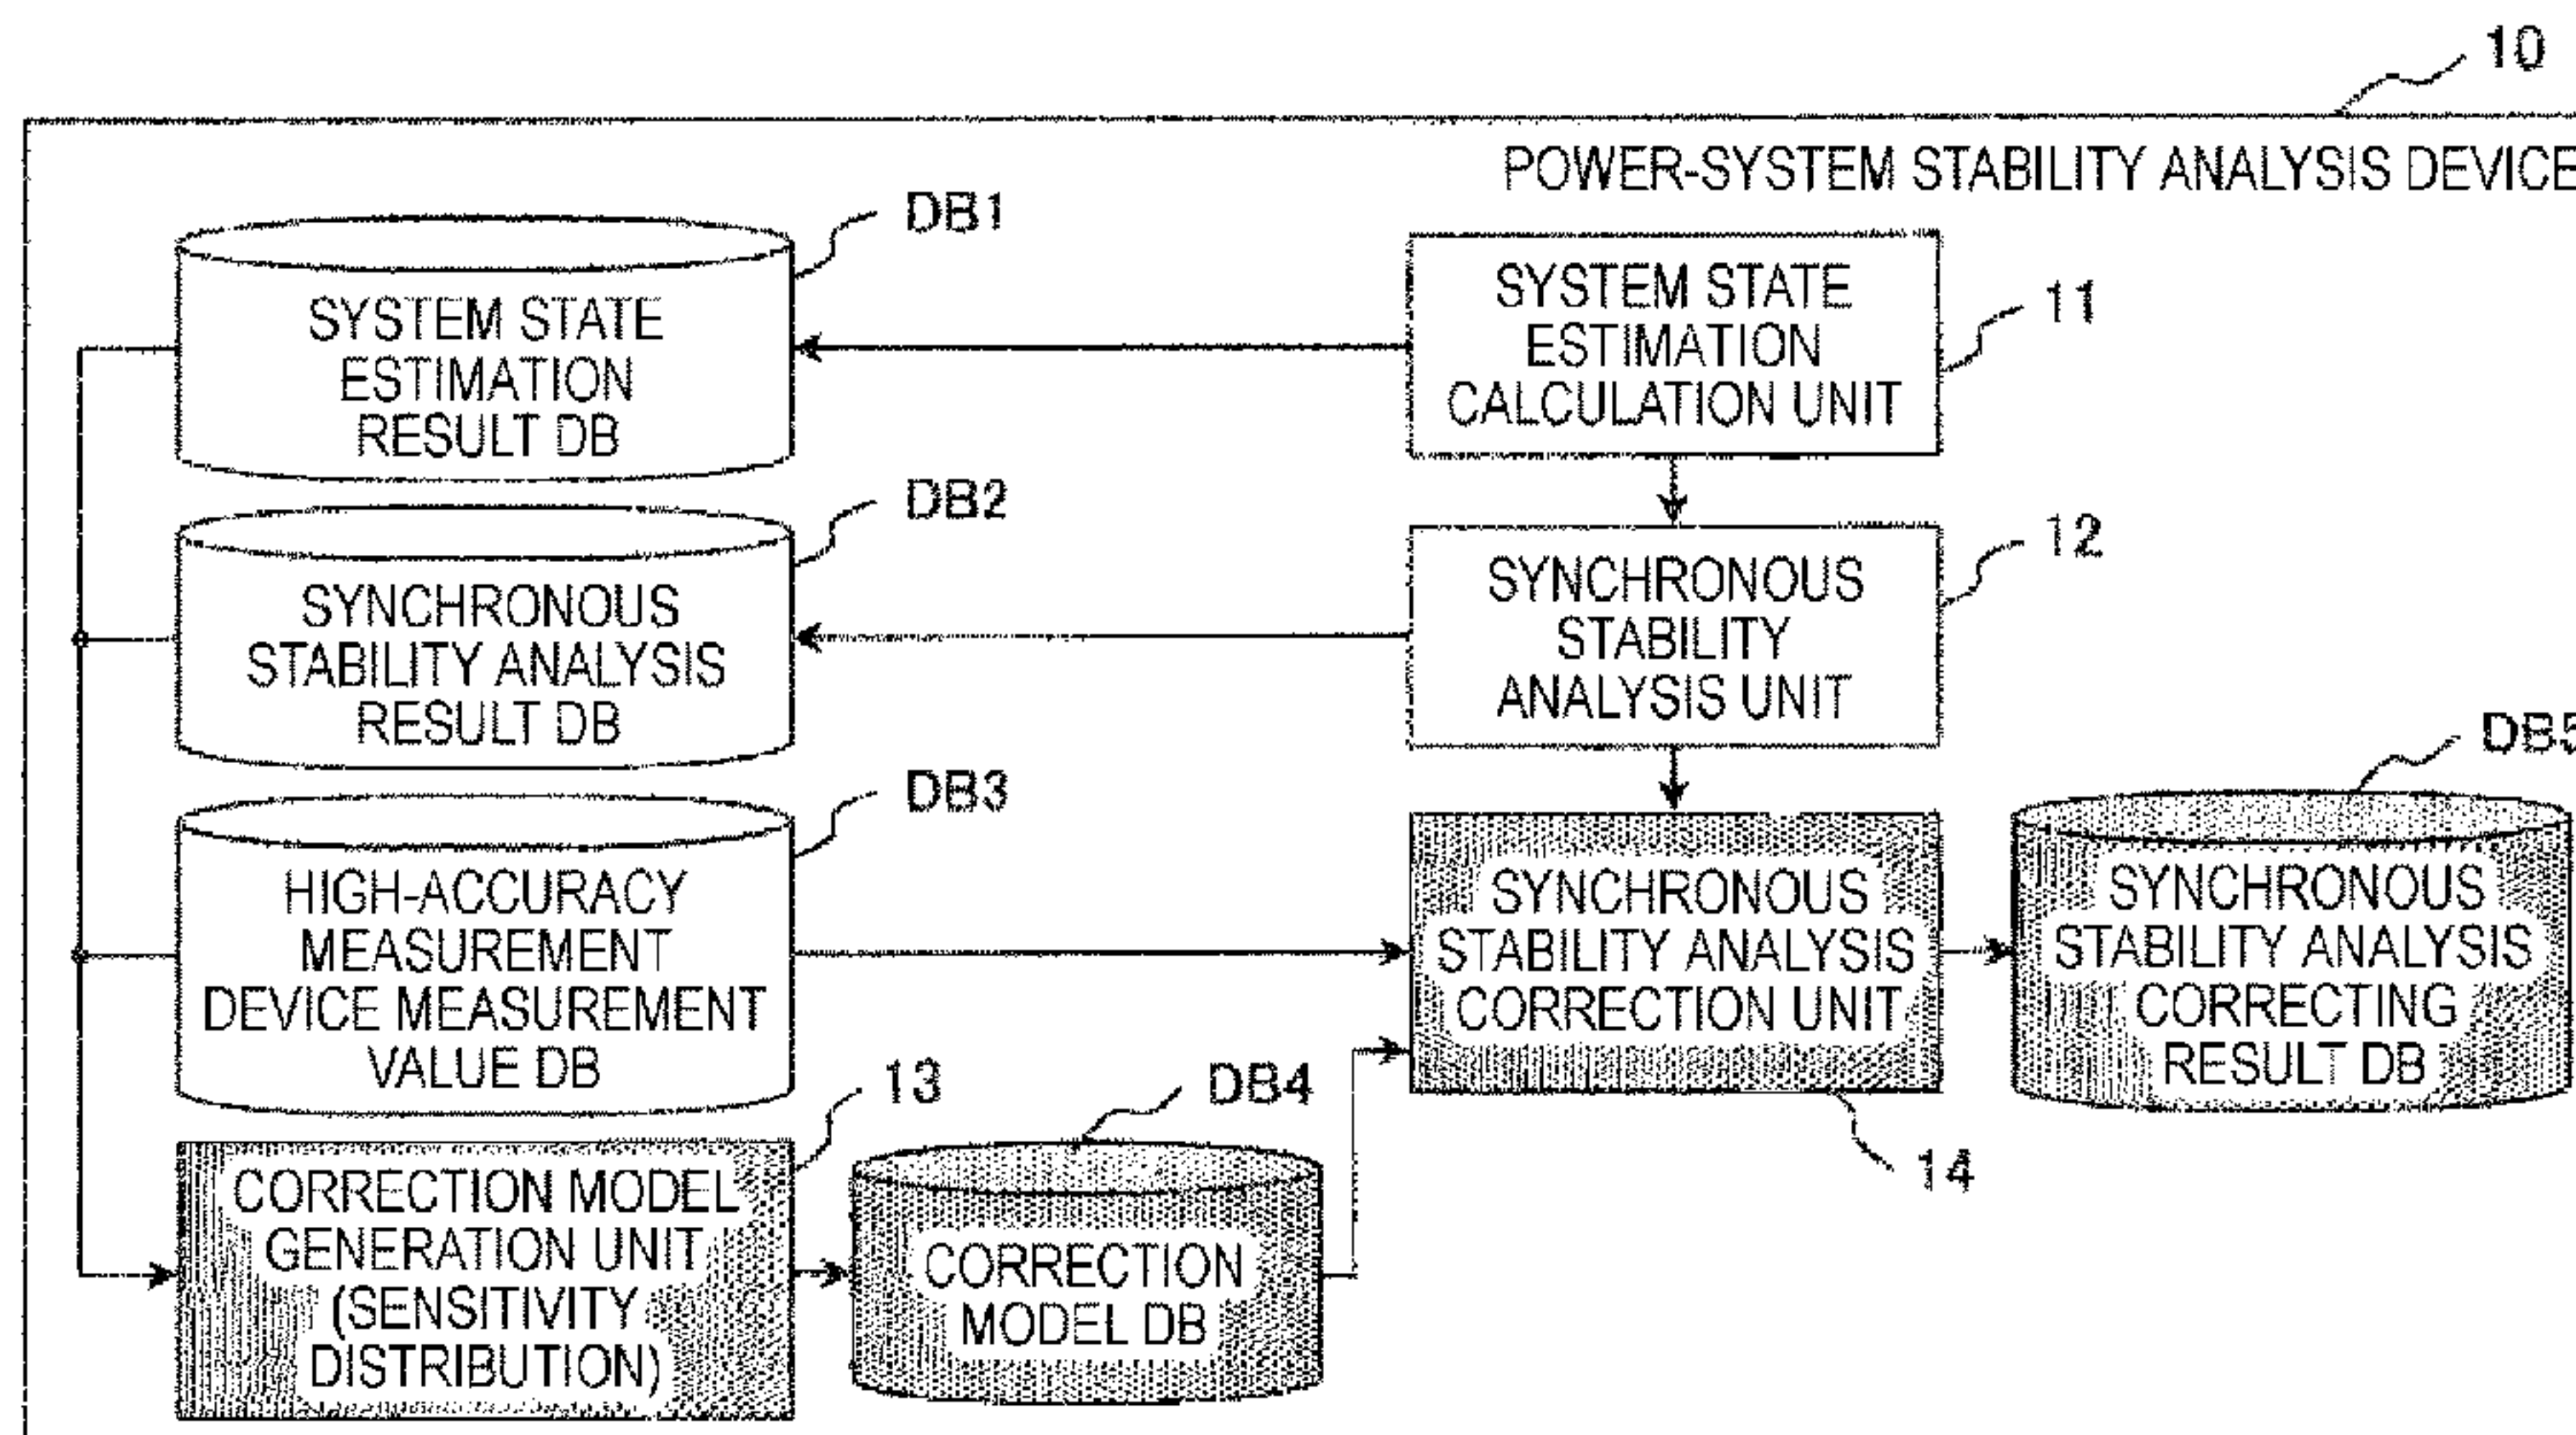 10
POWER-SYSTEM STABILITY ANALYSIS DEVICE
DB1
SYSTEM STATE
ESTIMATION
RESULT DB
SYSTEM STATE
ESTIMATION
CALCULATION UNIT
11
DB2
SYNCHRONOUS
STABILITY ANALYSIS
RESULT DB
SYNCHRONOUS
STABILITY
ANALYSIS UNIT
12
DB3
HIGH-ACCURACY
MEASUREMENT
DEVICE MEASUREMENT
VALUE DB
SYNCHRONOUS
STABILITY ANALYSIS
CORRECTION UNIT
14
DB5
SYNCHRONOUS
STABILITY ANALYSIS
CORRECTING
RESULT DB
13
CORRECTION MODEL
GENERATION UNIT
(SENSITIVITY
DISTRIBUTION)
DB4
CORRECTION
MODEL DB